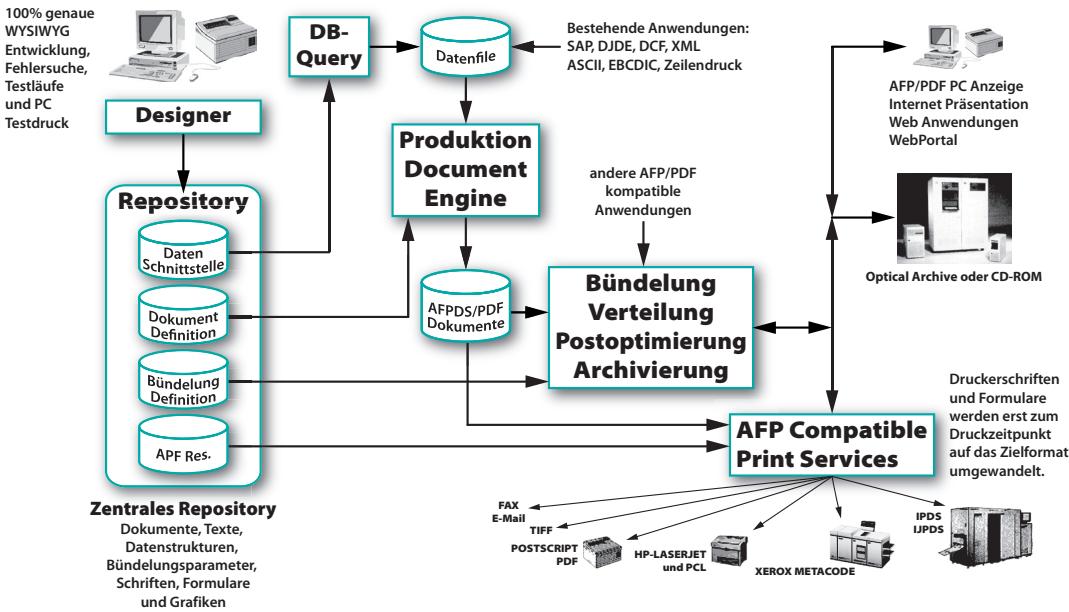 100% genaue
WYSIWYG
Entwicklung,
Fehlersuche,
Testläufe
und PC
Testdruck
Designer
Repository
Daten
Schnittstelle
Dokument
Definition
Bündelung
Definition
APF Res.
Zentrales Repository
Dokumente, Texte,
Datenstrukturen,
Bündelungsparameter,
Schriften, Formulare
und Grafiken
DB-
Query
Datenfile
Bestehende Anwendungen:
SAP, DJDE, DCF, XML
ASCII, EBCDIC, Zeilendruck
Produktion
Document
Engine
AFPDS/PDF
Dokumente
andere AFP/PDF
kompatible
Anwendungen
Bündelung
Verteilung
Postoptimierung
Archivierung
AFP/PDF PC Anzeige
Internet Präsentation
Web Anwendungen
WebPortal
Optical Archive oder CD-ROM
AFP Compatible
Print Services
Druckerschriften
und Formulare
werden erst zum
Druckzeitpunkt
auf das Zielformat
umgewandelt.
FAX
E-Mail
TIFF
POSTSCRIPT
PDF
HP-LASERJET
und PCL
XEROX METACODE
IPDS
IJPDS